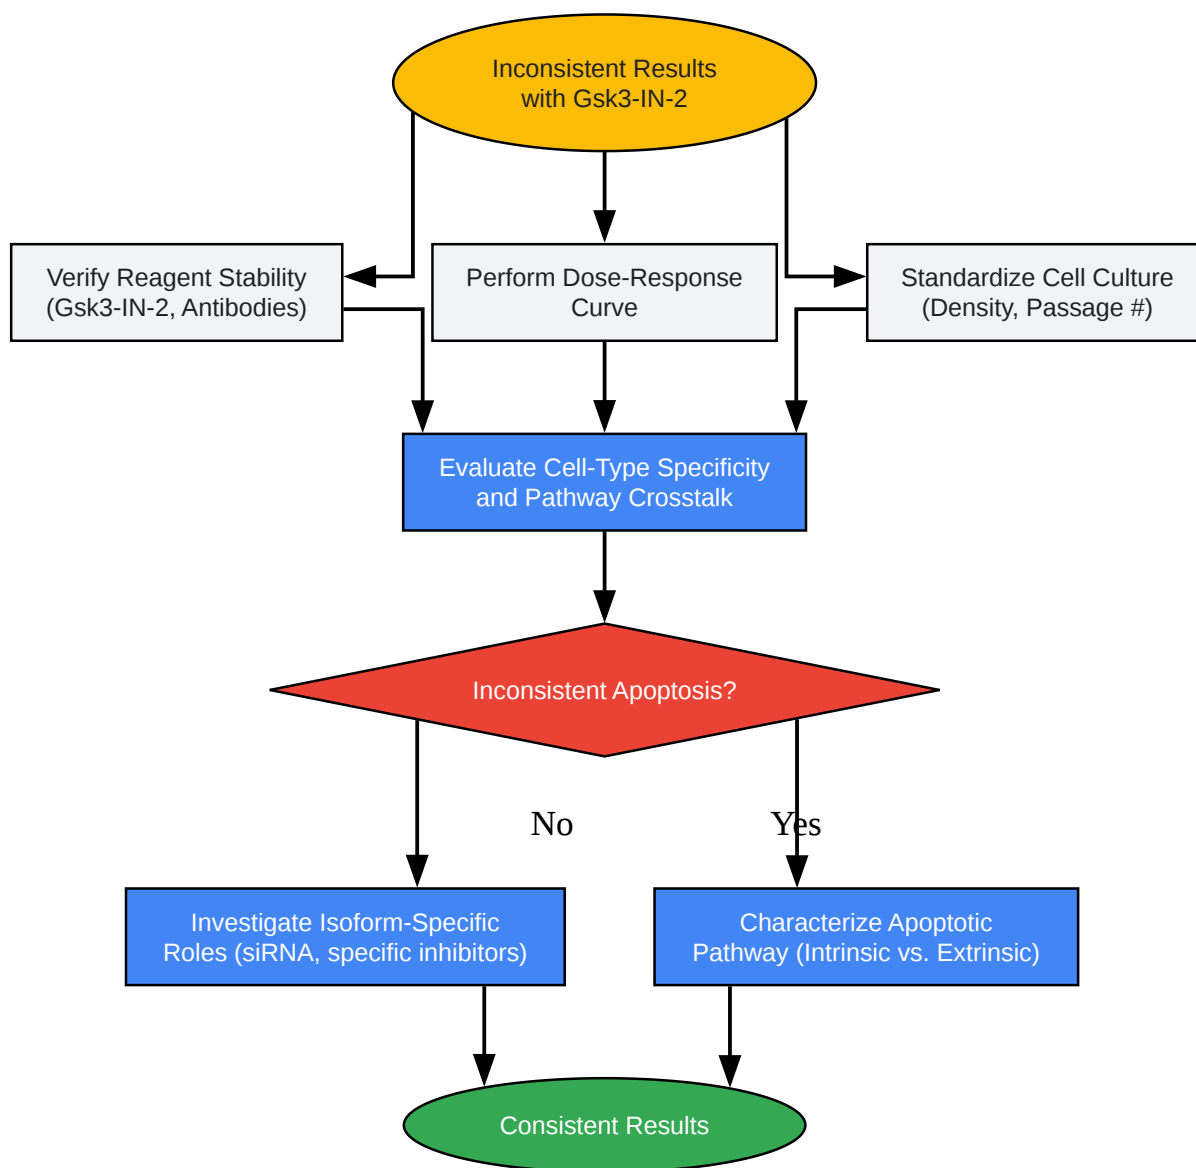 Inconsistent Results
with Gsk3-IN-2
Verify Reagent Stability
(Gsk3-IN-2, Antibodies)
Perform Dose-Response
Curve
Standardize Cell Culture
(Density, Passage #)
Evaluate Cell-Type Specificity
and Pathway Crosstalk
Inconsistent Apoptosis?
No
Yes
Investigate Isoform-Specific
Roles (siRNA, specific inhibitors)
Characterize Apoptotic
Pathway (Intrinsic vs. Extrinsic)
Consistent Results